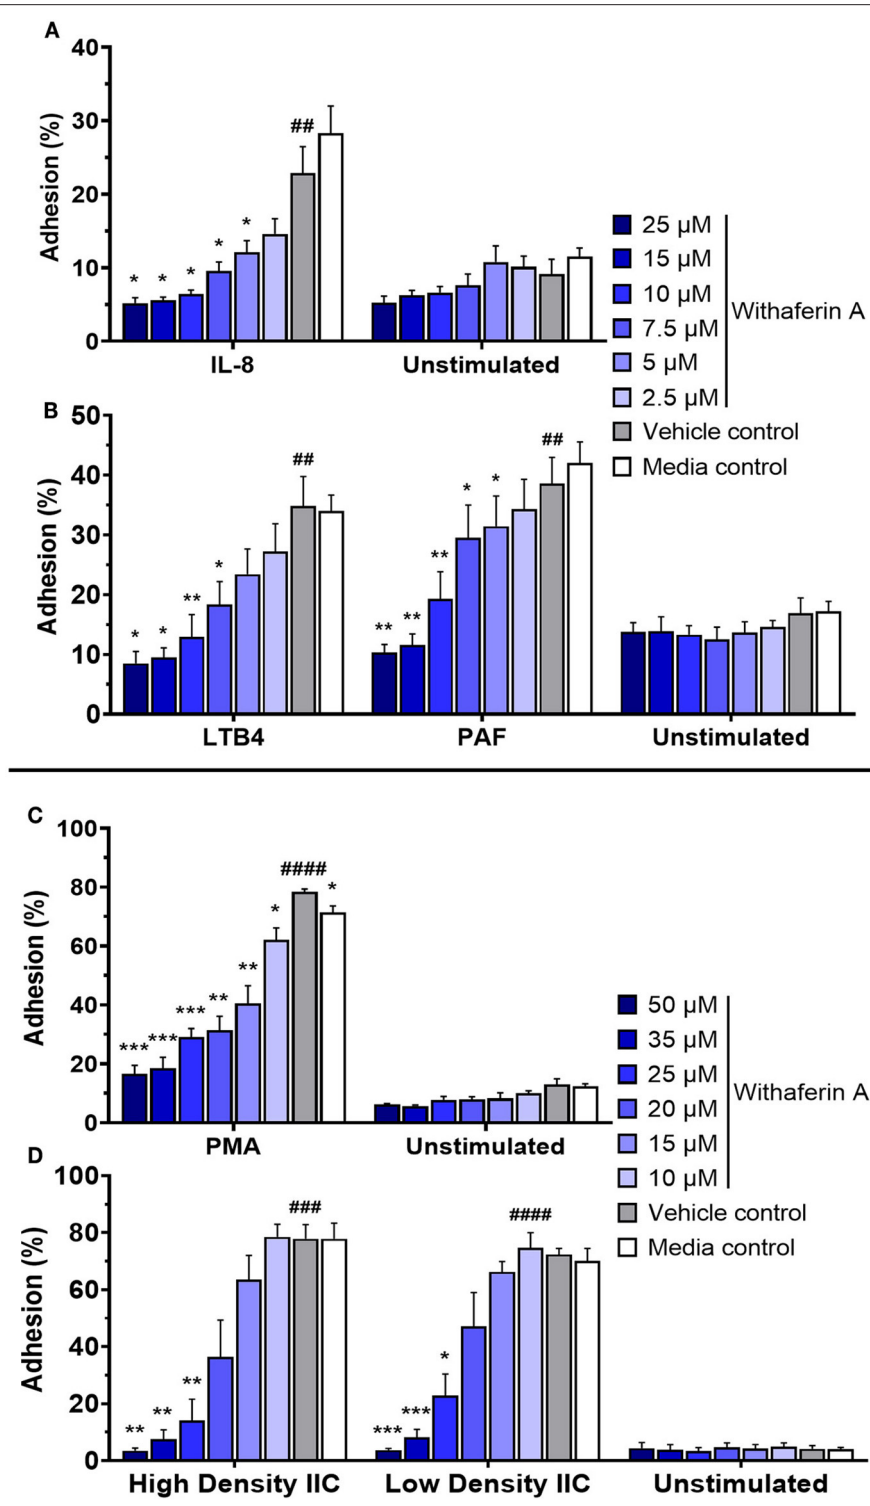 A
Adhesion (%)
40
30
20
10
0
* * * * * ##
IL-8 Unstimulated
25 µM
15 µM
10 µM
7.5 µM
5 µM
2.5 µM
Withaferin A
Vehicle control
Media control
B
Adhesion (%)
50
40
30
20
10
0
* * ** * ##
** ** ** * * ##
LTB4 PAF Unstimulated
C
Adhesion (%)
100
80
60
40
20
0
*** *** *** ** ** * #### *
PMA Unstimulated
50 µM
35 µM
25 µM
20 µM
15 µM
10 µM
Withaferin A
Vehicle control
Media control
D
Adhesion (%)
100
80
60
40
20
0
** ** ** ###
*** *** * ####
High Density IIC Low Density IIC Unstimulated